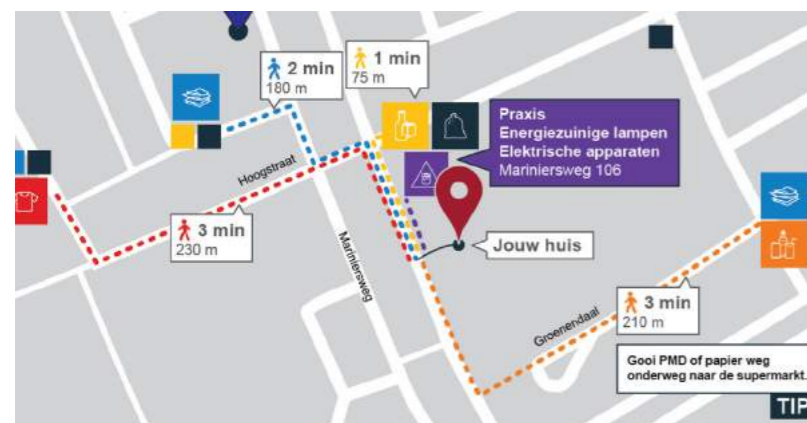 2 min
180 m
1 min
75 m
Praxis
Energiezuinige lampen
Elektrische apparaten
Mariniersweg 106
Hoogstraat
3 min
230 m
Mariniersweg
Jouw huis
3 min
210 m
Groenendaal
Gooi PMD of papier weg
onderweg naar de supermarkt.
TIP